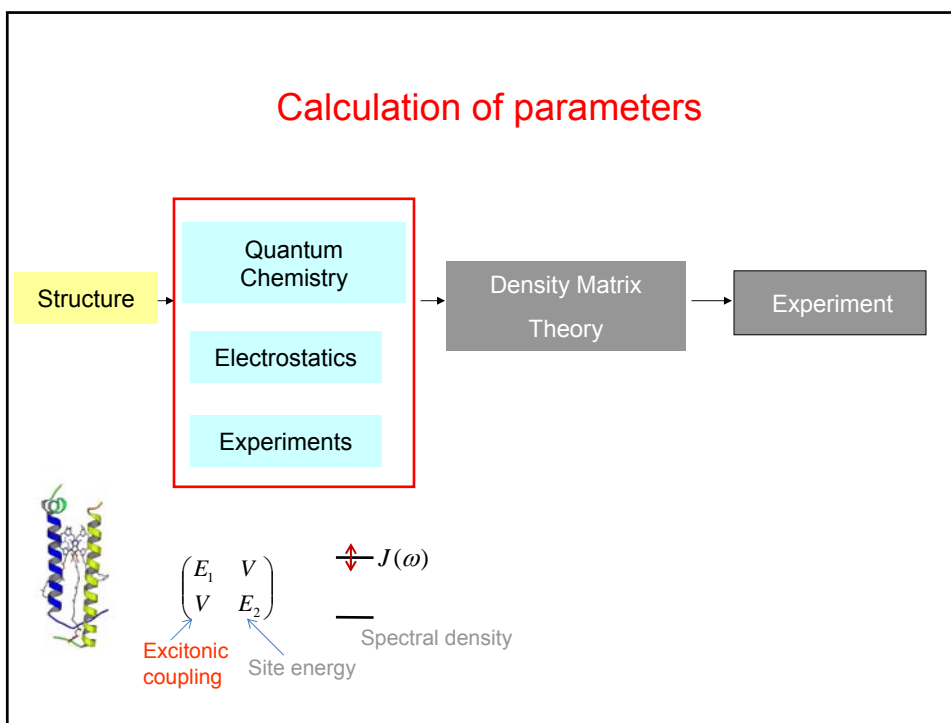 Calculation of parameters
Structure
Quantum
Chemistry
Electrostatics
Experiments
Density Matrix
Theory
Experiment
E₁ V
V E₂
J(ω)
Excitonic
coupling
Site energy
Spectral density